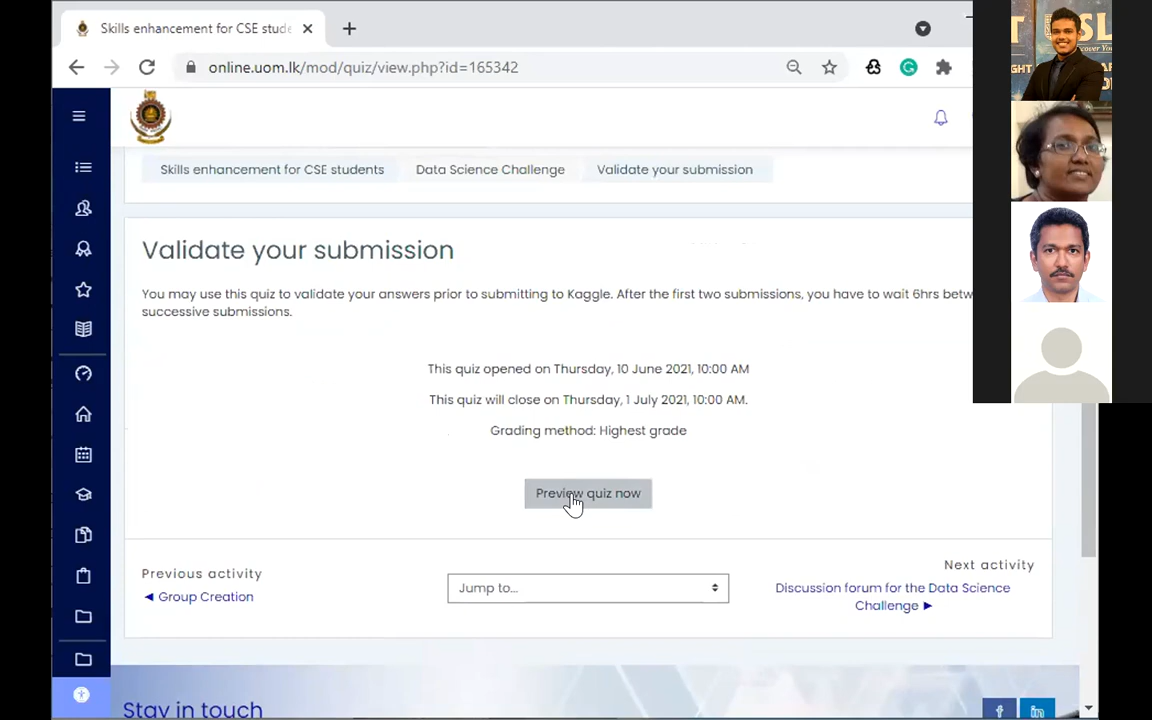 Skills enhancement for CSE stude
online.uom.lk/mod/quiz/view.php?id=165342
Skills enhancement for CSE students
Data Science Challenge
Validate your submission
Validate your submission
You may use this quiz to validate your answers prior to submitting to Kaggle. After the first two submissions, you have to wait 6hrs betw
successive submissions.
This quiz opened on Thursday, 10 June 2021, 10:00 AM
This quiz will close on Thursday, 1 July 2021, 10:00 AM.
Grading method: Highest grade
Preview quiz now
Previous activity
◄ Group Creation
Jump to...
Next activity
Discussion forum for the Data Science
Challenge ►
Stay in touch